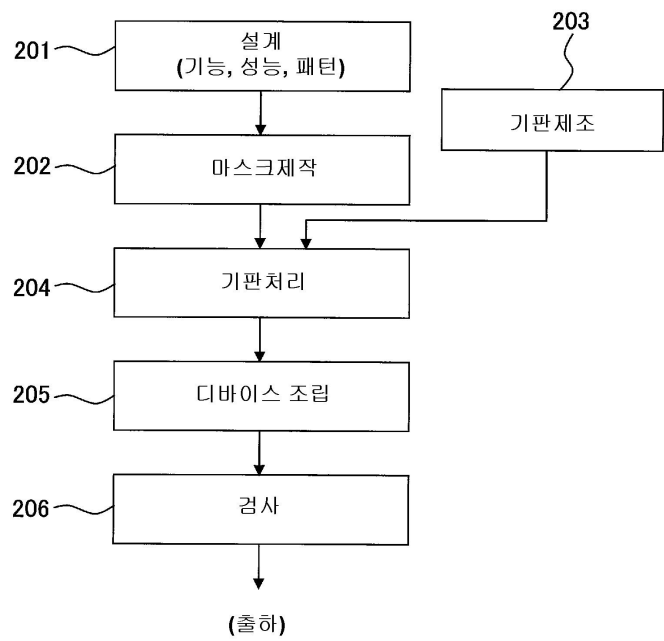 201
설계
(기능, 성능, 패턴)
203
기판제조
202
마스크제작
204
기판처리
205
디바이스 조립
206
검사
(출하)